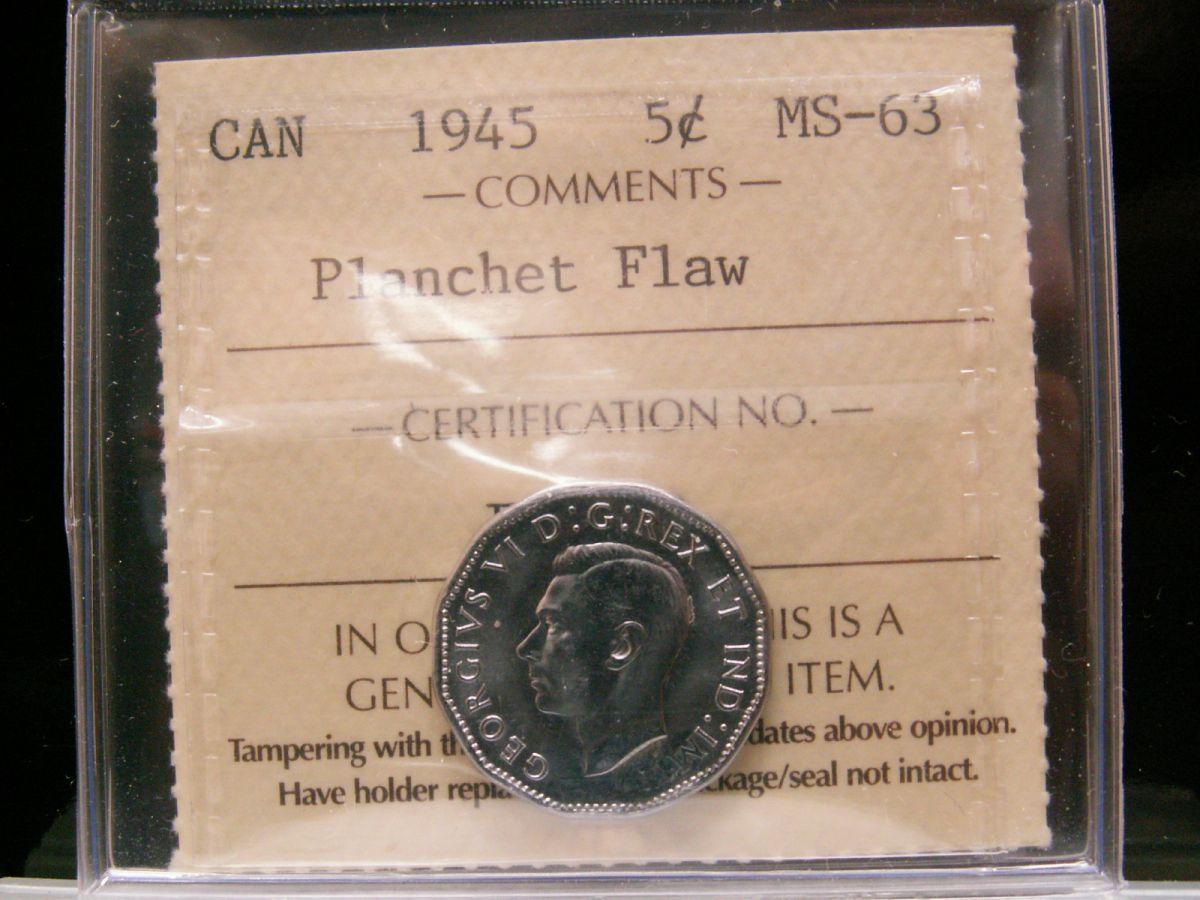 CAN 1945 5¢ MS-63
— COMMENTS —
Planchet Flaw
— CERTIFICATION NO. —
IN O IS IS A
GEN ITEM.
Tampering with th dates above opinion.
Have holder repla ckage/seal not intact.
GEORGIVS VI D:G:REX ET IND:IMP